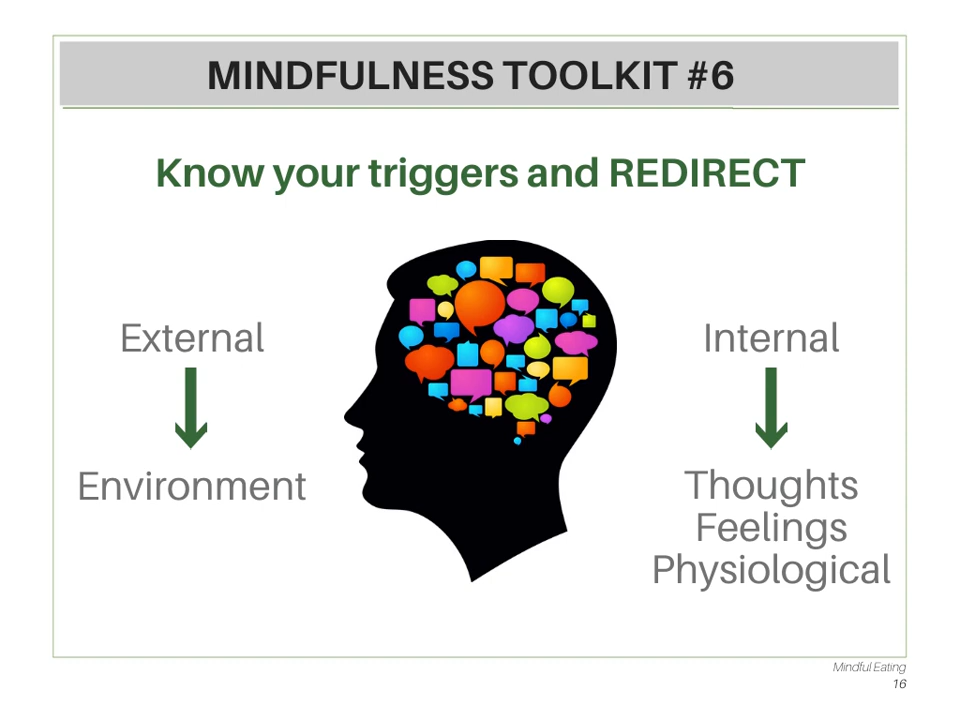 MINDFULNESS TOOLKIT #6
Know your triggers and REDIRECT
External
Environment
Internal
Thoughts
Feelings
Physiological
Mindful Eating
16